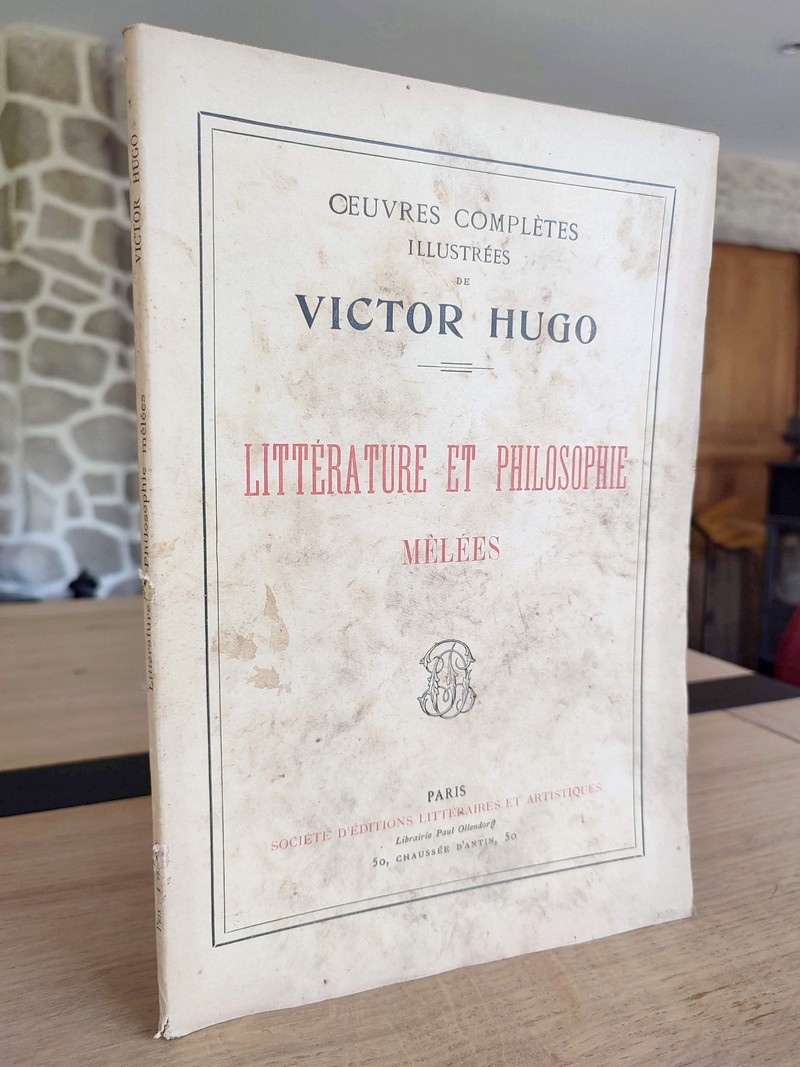 ŒUVRES COMPLÈTES
ILLUSTRÉES
DE
VICTOR HUGO
LITTÉRATURE ET PHILOSOPHIE
MÊLÉES
PARIS
SOCIÉTÉ D'ÉDITIONS LITTÉRAIRES ET ARTISTIQUES
Librairie Paul Ollendorff
50, CHAUSSÉE D'ANTIN, 50
VICTOR HUGO
Littérature et Philosophie mêlées